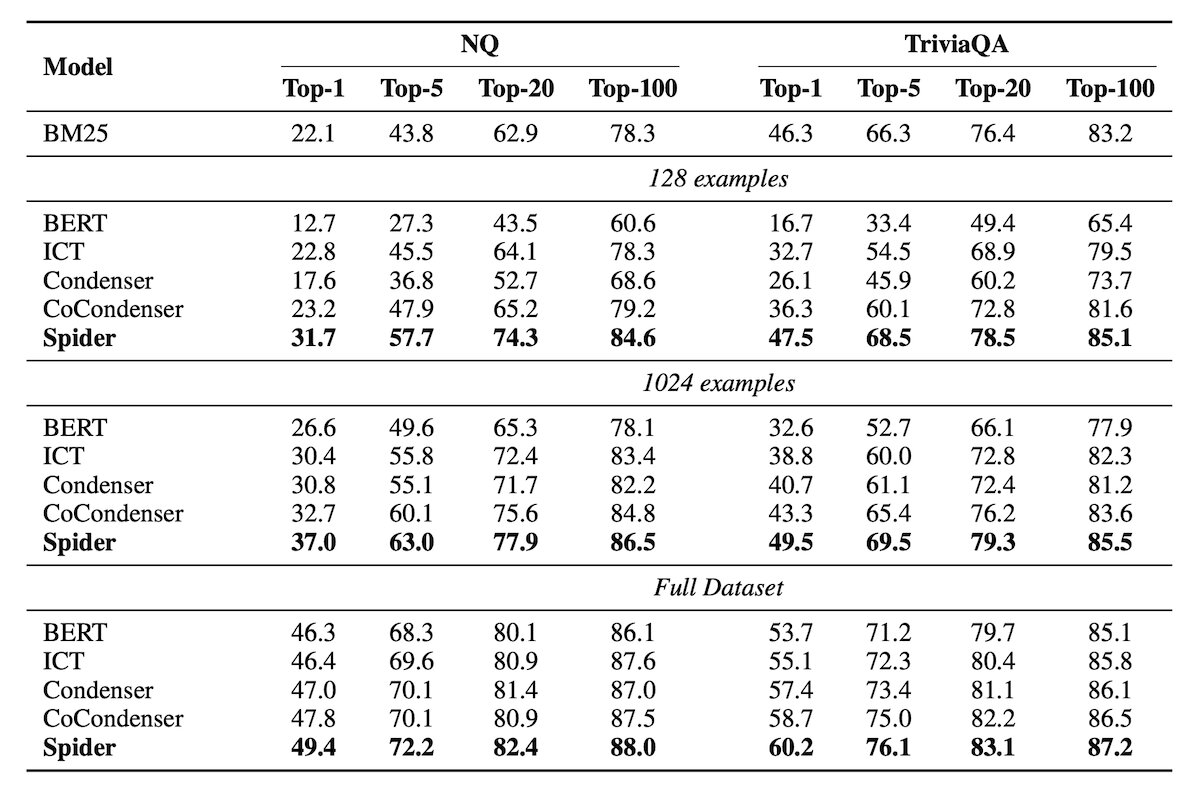 Model NQ TriviaQA
Top-1 Top-5 Top-20 Top-100 Top-1 Top-5 Top-20 Top-100
BM25 22.1 43.8 62.9 78.3 46.3 66.3 76.4 83.2
128 examples
BERT 12.7 27.3 43.5 60.6 16.7 33.4 49.4 65.4
ICT 22.8 45.5 64.1 78.3 32.7 54.5 68.9 79.5
Condenser 17.6 36.8 52.7 68.6 26.1 45.9 60.2 73.7
CoCondenser 23.2 47.9 65.2 79.2 36.3 60.1 72.8 81.6
Spider 31.7 57.7 74.3 84.6 47.5 68.5 78.5 85.1
1024 examples
BERT 26.6 49.6 65.3 78.1 32.6 52.7 66.1 77.9
ICT 30.4 55.8 72.4 83.4 38.8 60.0 72.8 82.3
Condenser 30.8 55.1 71.7 82.2 40.7 61.1 72.4 81.2
CoCondenser 32.7 60.1 75.6 84.8 43.3 65.4 76.2 83.6
Spider 37.0 63.0 77.9 86.5 49.5 69.5 79.3 85.5
Full Dataset
BERT 46.3 68.3 80.1 86.1 53.7 71.2 79.7 85.1
ICT 46.4 69.6 80.9 87.6 55.1 72.3 80.4 85.8
Condenser 47.0 70.1 81.4 87.0 57.4 73.4 81.1 86.1
CoCondenser 47.8 70.1 80.9 87.5 58.7 75.0 82.2 86.5
Spider 49.4 72.2 82.4 88.0 60.2 76.1 83.1 87.2